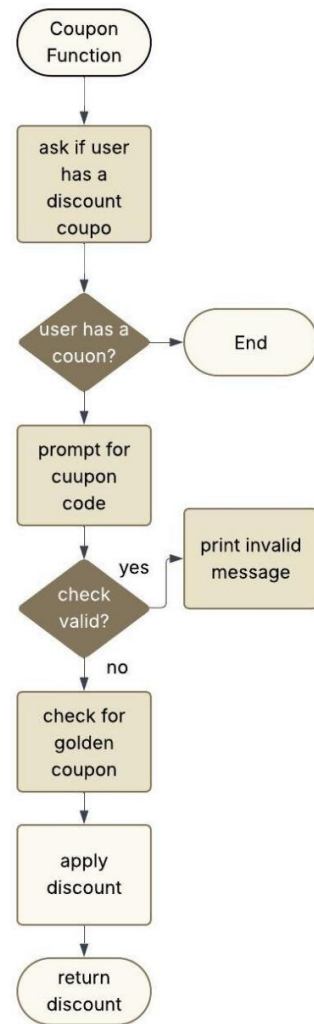 Coupon
Function
ask if user
has a
discount
coupo
user has a
couon?
End
prompt for
cuupon
code
yes
print invalid
message
check
valid?
no
check for
golden
coupon
apply
discount
return
discount